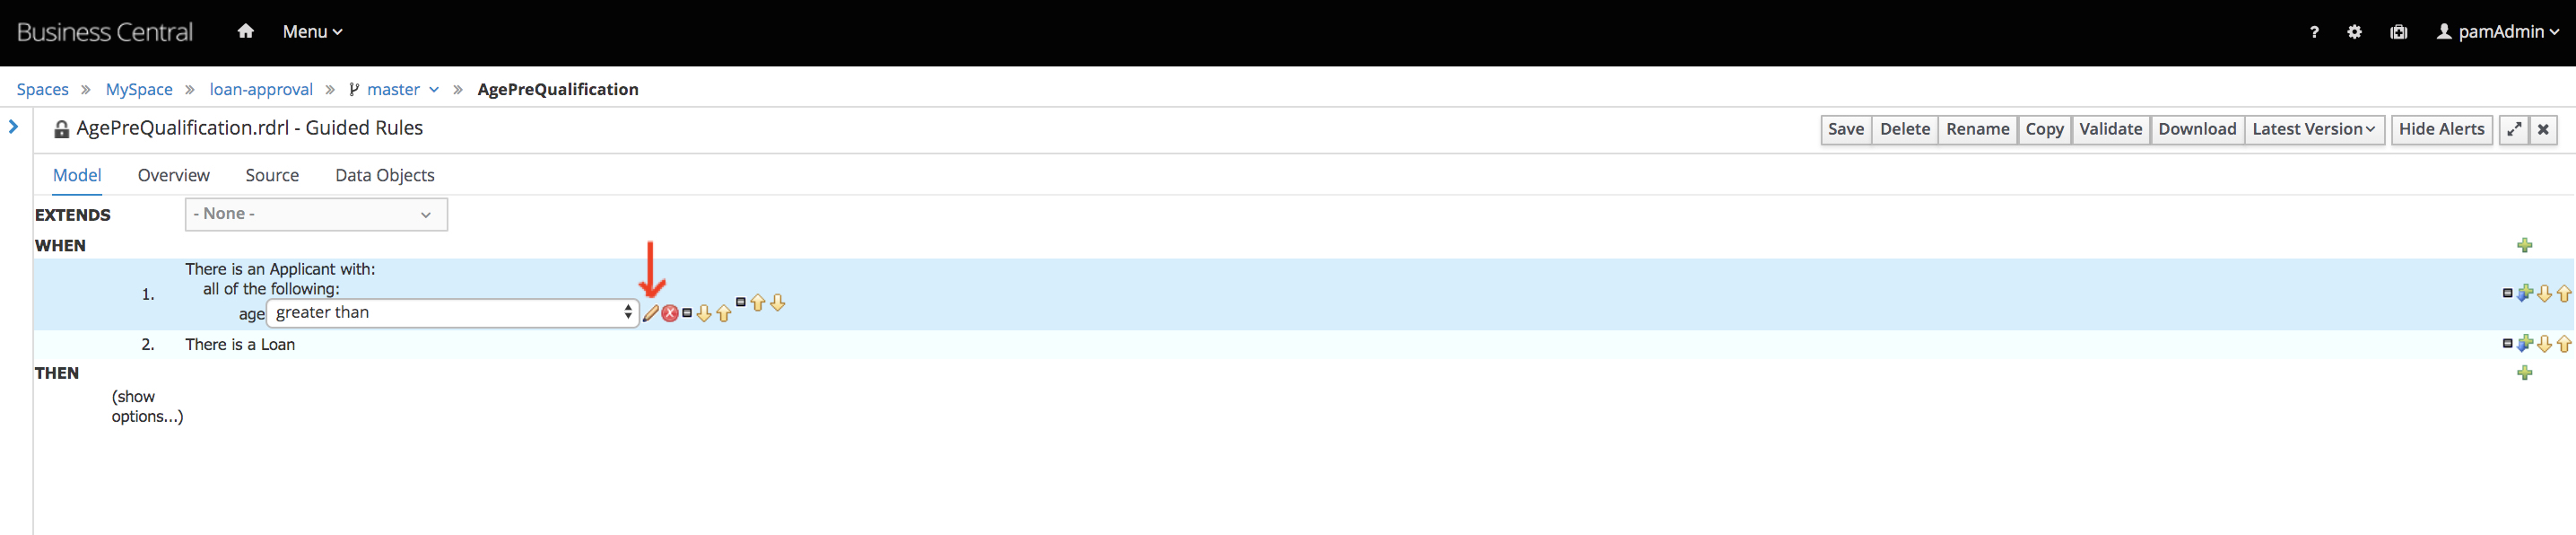 Business Central Menu ? pamAdmin
Spaces » MySpace » loan-approval » master » AgePreQualification
AgePreQualification.rdrl - Guided Rules Save Delete Rename Copy Validate Download Latest Version Hide Alerts
Model Overview Source Data Objects
EXTENDS - None -
WHEN
There is an Applicant with:
1. all of the following:
age greater than
2. There is a Loan
THEN
(show
options...)